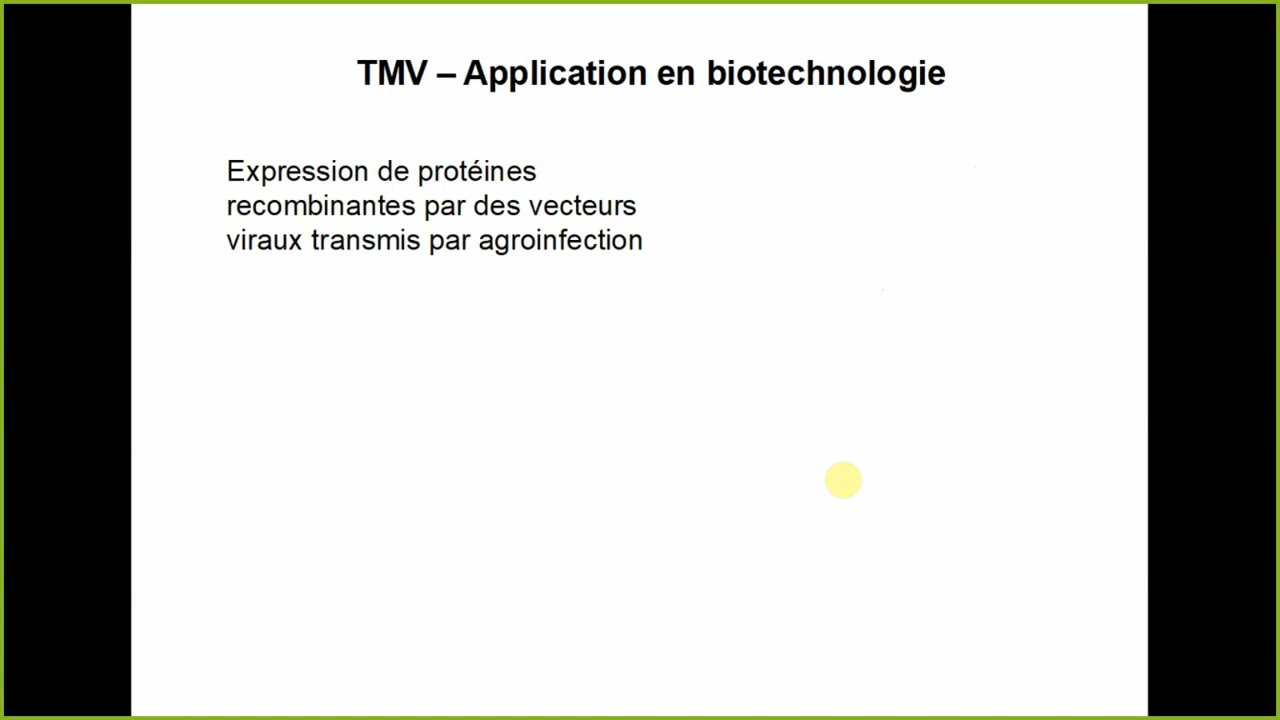 TMV – Application en biotechnologie
Expression de protéines
recombinantes par des vecteurs
viraux transmis par agroinfection